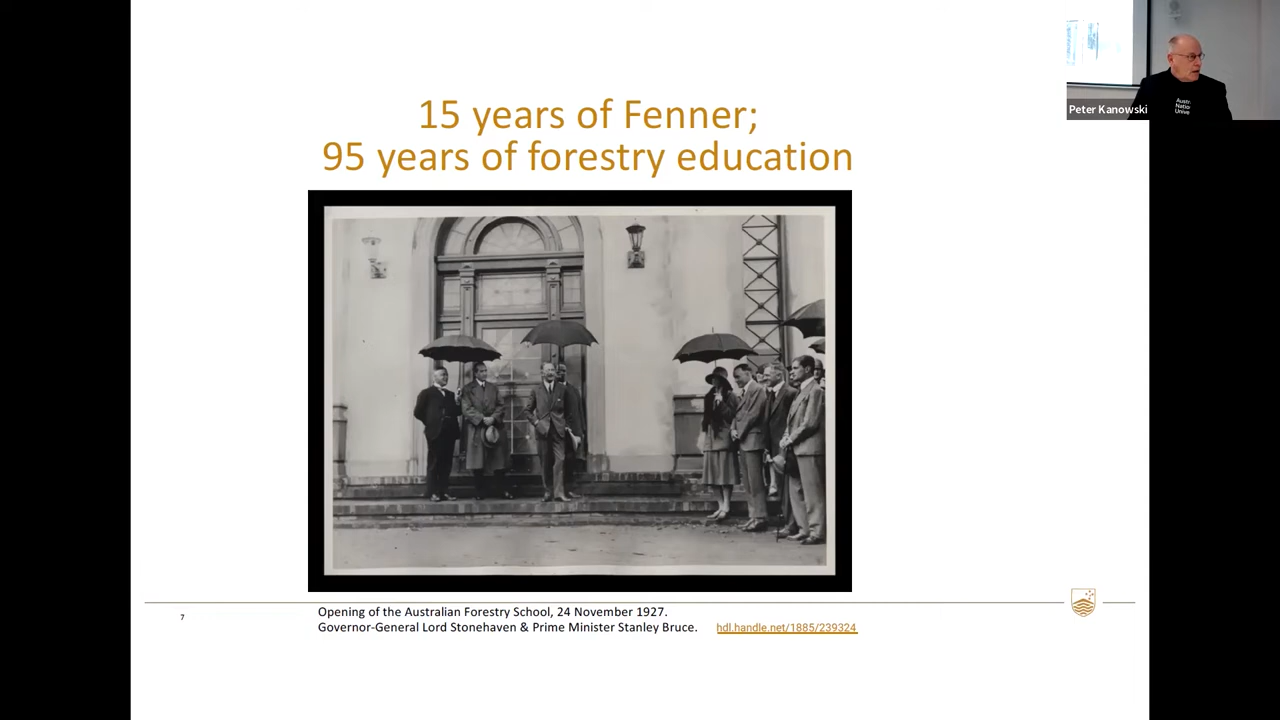 15 years of Fenner;
95 years of forestry education
Peter Kanowski
Opening of the Australian Forestry School, 24 November 1927.
Governor-General Lord Stonehaven & Prime Minister Stanley Bruce.
hdl.handle.net/1885/239324
7